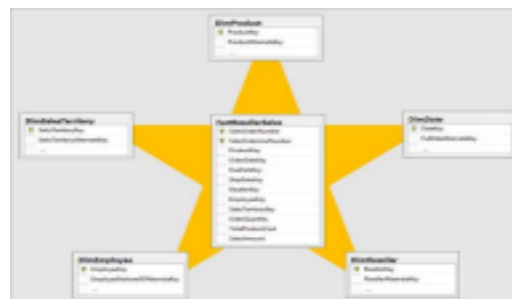 DimProduct
ProductKey
ProductAlternateKey
...
DimSalesTerritory
SalesTerritoryKey
SalesTerritoryAlternateKey
...
FactResellerSales
SalesOrderNumber
SalesOrderLineNumber
ProductKey
OrderDateKey
DueDateKey
ShipDateKey
ResellerKey
EmployeeKey
SalesTerritoryKey
OrderQuantity
TotalProductCost
SalesAmount
DimDate
DateKey
FullDateAlternateKey
...
DimEmployee
EmployeeKey
EmployeeNationalIDAlternateKey
...
DimReseller
ResellerKey
ResellerAlternateKey
...